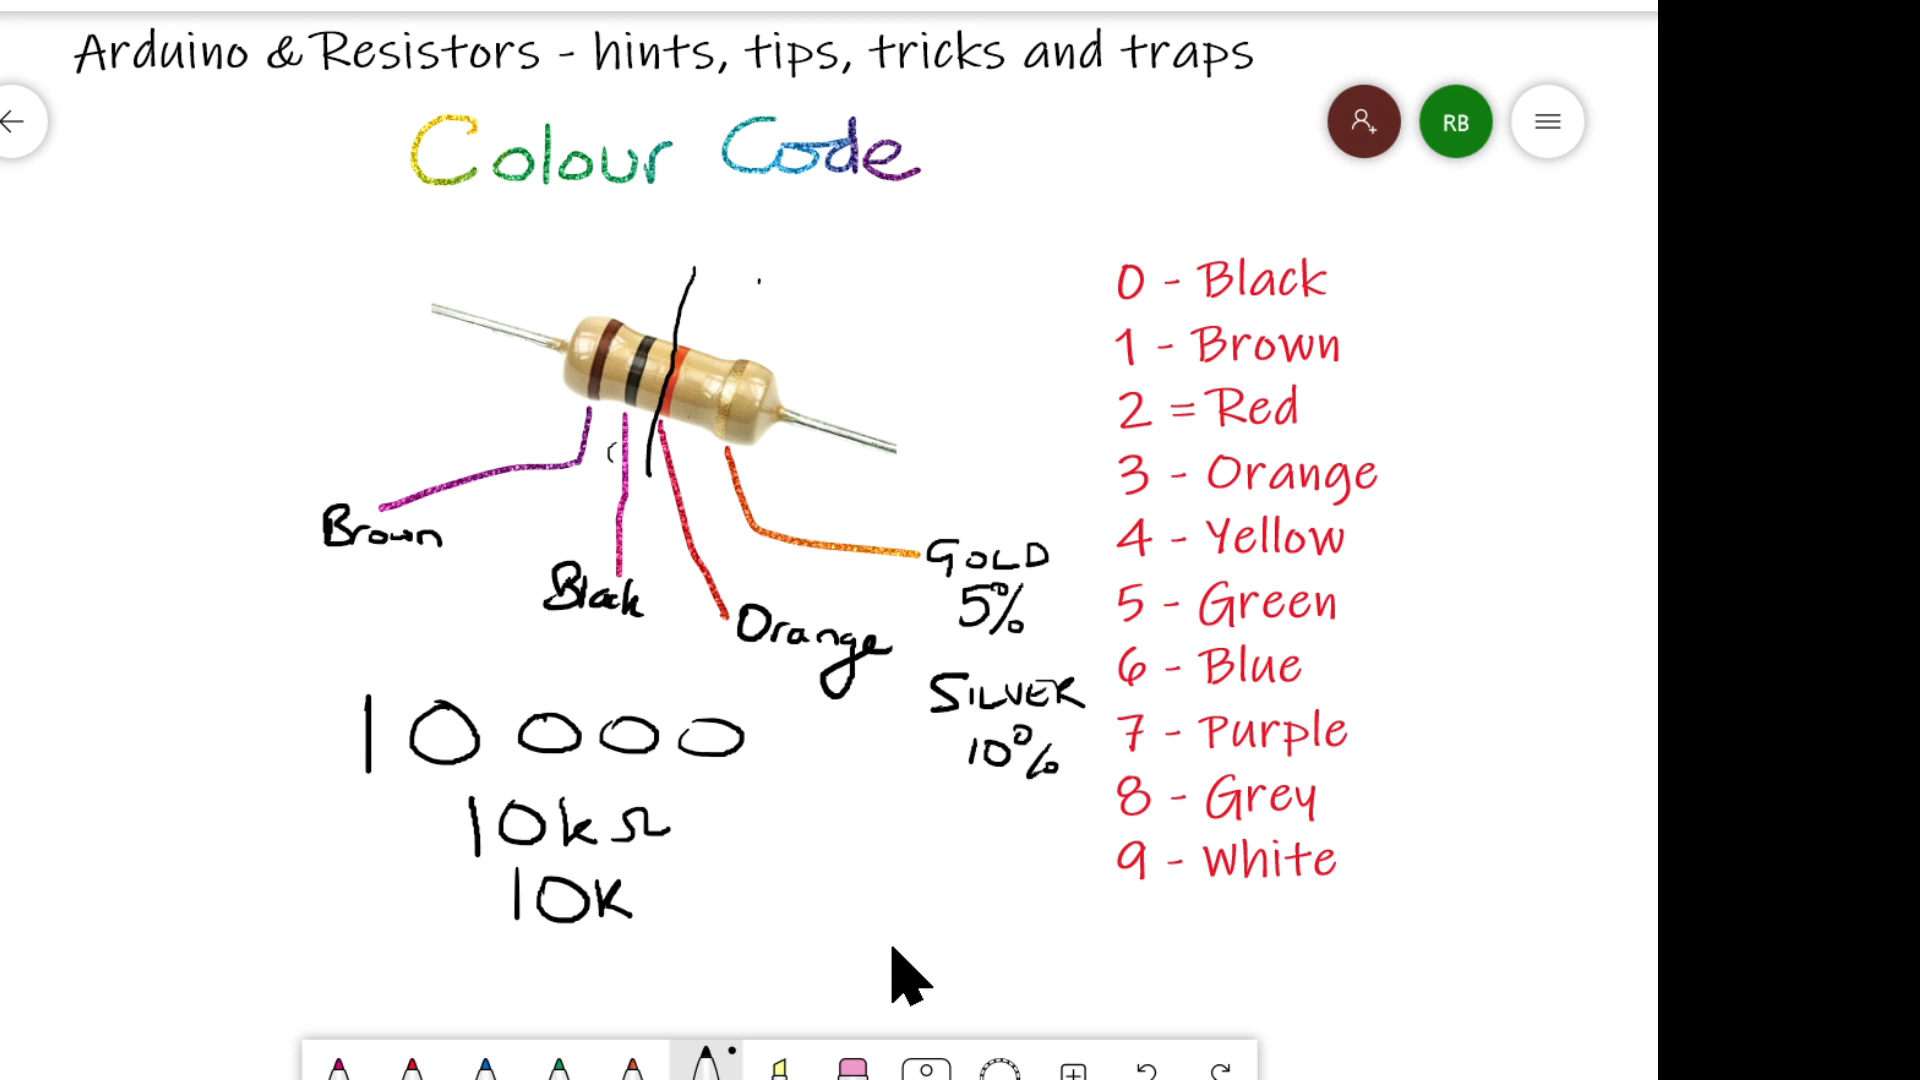 Arduino & Resistors - hints, tips, tricks and traps
Colour Code
RB
Brown
Black
Orange
GOLD
5%
SILVER
10%
10 000
10kΩ
10K
0 - Black
1 - Brown
2 = Red
3 - Orange
4 - Yellow
5 - Green
6 - Blue
7 - Purple
8 - Grey
9 - White